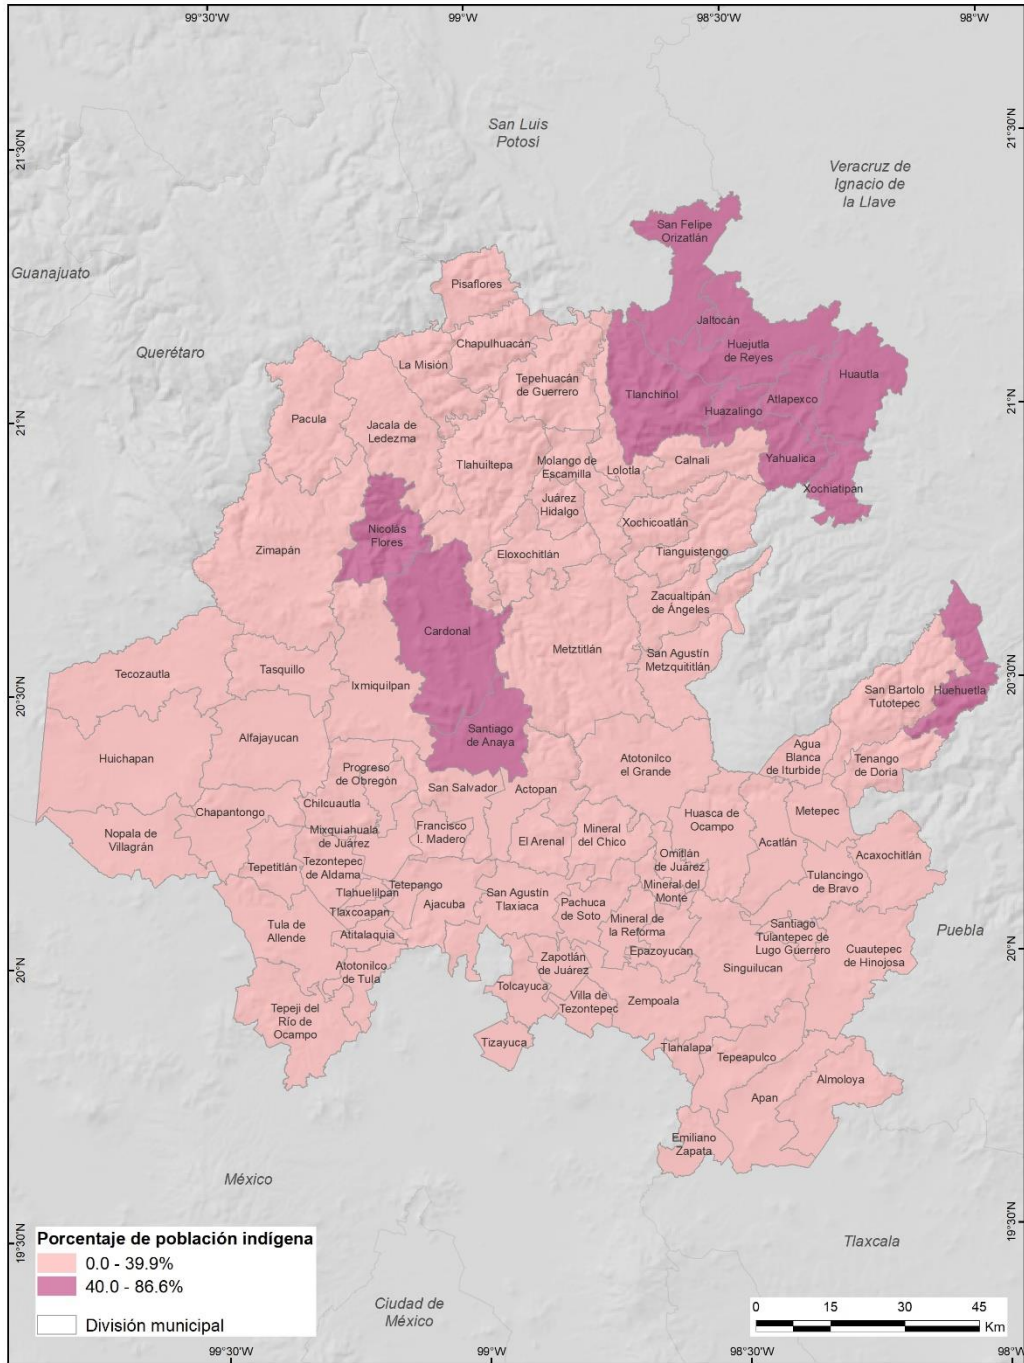 99°30'W
99°W
98°30'W
98°W
21°30'N
21°30'N
San Luis
Potosí
Veracruz de
Ignacio de
la Llave
San Felipe
Orizatlán
Guanajuato
Pisaflores
Jaltocán
Querétaro
Chapulhuacán
Huejutla
de Reyes
La Misión
Tepehuacán
de Guerrero
Huautla
Tlanchinol
Atlapexco
Huazalingo
21°N
21°N
Pacula
Jacala de
Ledezma
Tlahuiltepa
Molango de
Escamilla
Lolotla
Calnali
Yahualica
Xochiatipan
Juárez
Hidalgo
Nicolás
Flores
Xochicoatlán
Zimapán
Eloxochitlán
Tianguistengo
Zacualtipán
de Ángeles
Cardonal
Metztitlán
San Agustín
Metzquititlán
Tecozautla
Tasquillo
Ixmiquilpan
San Bartolo
Tutotepec
Huehuetla
20°30'N
20°30'N
Santiago
de Anaya
Huichapan
Alfajayucan
Atotonilco
el Grande
Agua
Blanca
de Iturbide
Tenango
de Doria
Progreso
de Obregón
San Salvador
Actopan
Chapantongo
Chilcuautla
Huasca de
Ocampo
Metepec
Nopala de
Villagrán
Mixquiahuala
de Juárez
Francisco
I. Madero
El Arenal
Mineral
del Chico
Acatlán
Acaxochitlán
Tepetitlán
Tezontepec
de Aldama
Omitlán
de Juárez
Tulancingo
de Bravo
Tlahuelilpan
Tetepango
Mineral del
Monte
Tlaxcoapan
Ajacuba
San Agustín
Tlaxiaca
Pachuca
de Soto
Tula de
Allende
Atitalaquia
Mineral de
la Reforma
Santiago
Tulantepec de
Lugo Guerrero
Puebla
Epazoyucan
Cuautepec
de Hinojosa
20°N
20°N
Atotonilco
de Tula
Zapotlán
de Juárez
Singuilucan
Tolcayuca
Villa de
Tezontepec
Zempoala
Tepeji del
Río de
Ocampo
Tizayuca
Tlanalapa
Tepeapulco
Almoloya
Apan
Emiliano
Zapata
México
Tlaxcala
19°30'N
19°30'N
Porcentaje de población indígena
0.0 - 39.9%
40.0 - 86.6%
División municipal
Ciudad de
México
0 15 30 45
Km
99°30'W
99°W
98°30'W
98°W